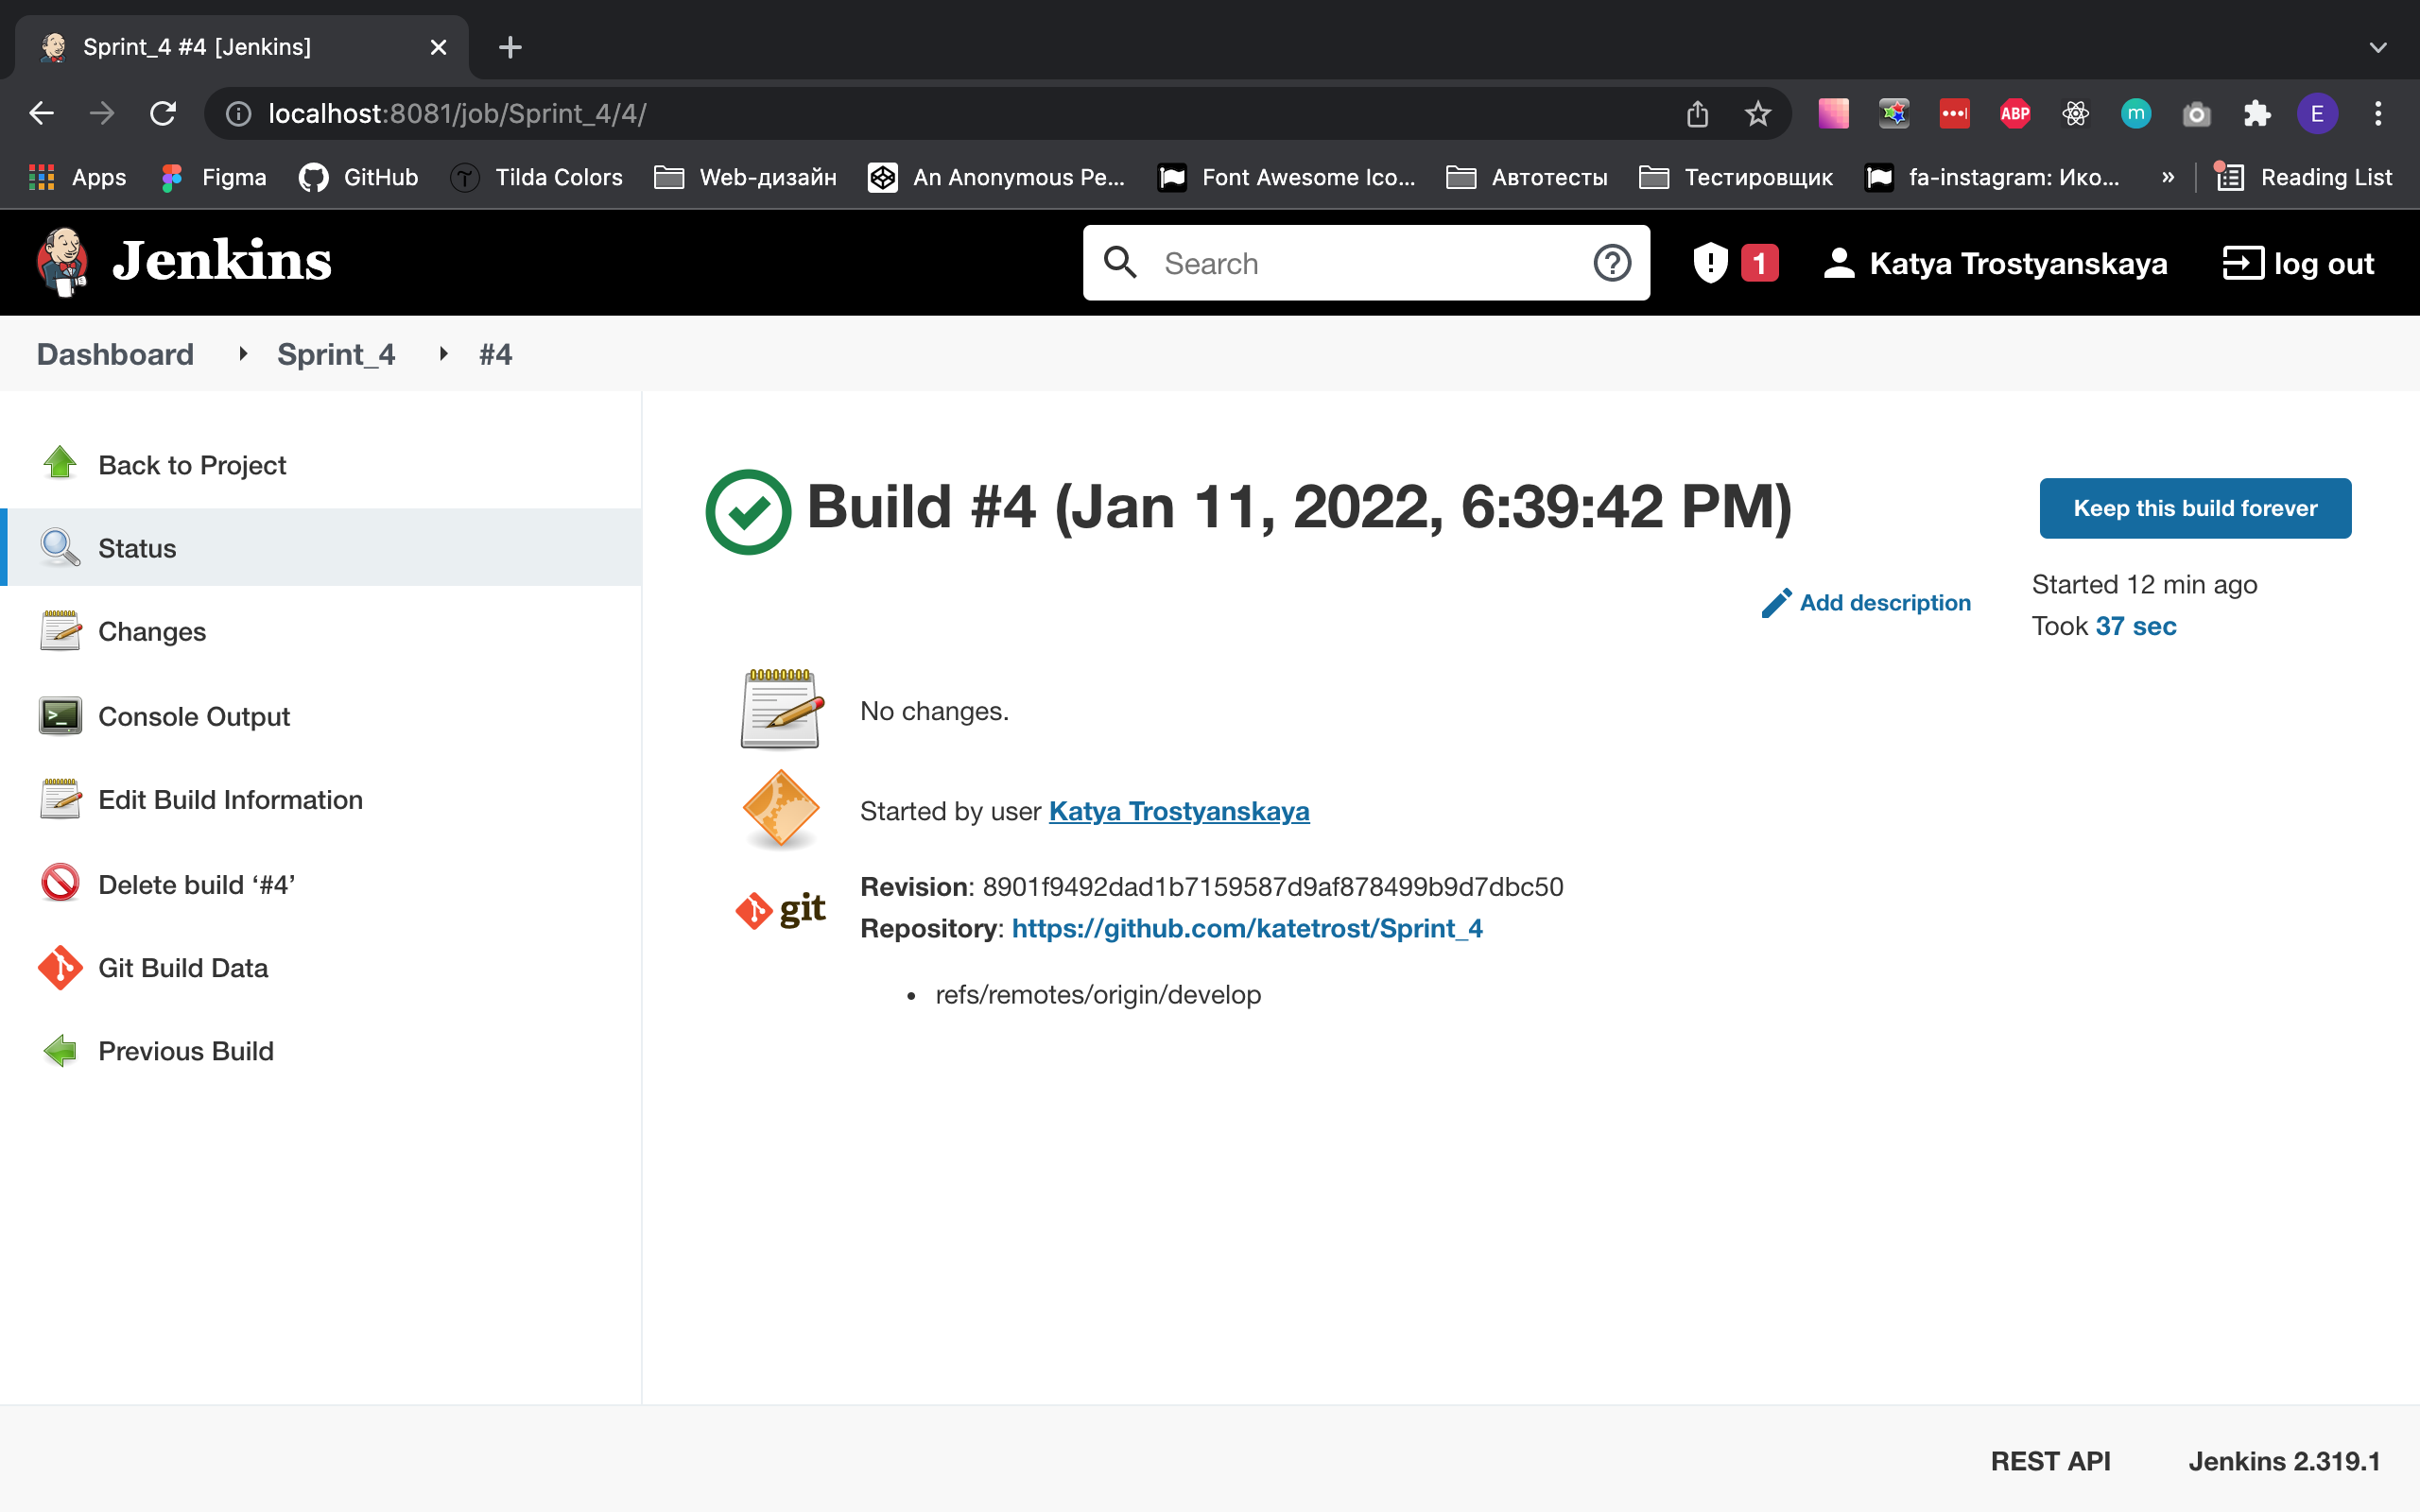 Sprint_4 #4 [Jenkins]
localhost:8081/job/Sprint_4/4/
ABP
m
E
Apps
Figma
GitHub
Tilda Colors
Web-дизайн
An Anonymous Pe...
Font Awesome Ico...
Автотесты
Тестировщик
fa-instagram: Ико...
»
Reading List
Jenkins
Search
1
Katya Trostyanskaya
log out
Dashboard
Sprint_4
#4
Back to Project
Status
Changes
Console Output
Edit Build Information
Delete build ‘#4’
Git Build Data
Previous Build
Build #4 (Jan 11, 2022, 6:39:42 PM)
Keep this build forever
Add description
Started 12 min ago
Took 37 sec
No changes.
Started by user Katya Trostyanskaya
git
Revision: 8901f9492dad1b7159587d9af878499b9d7dbc50
Repository: https://github.com/katetrost/Sprint_4
• refs/remotes/origin/develop
REST API
Jenkins 2.319.1